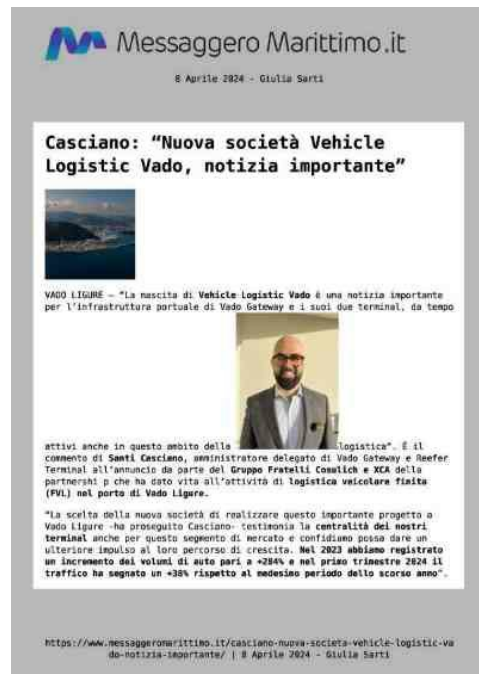 Messaggero Marittimo.it
8 Aprile 2024 - Giulia Sarti
Casciano: “Nuova società Vehicle
Logistic Vado, notizia importante”
VADO LIGURE – “La nascita di Vehicle Logistic Vado è una notizia importante
per l'infrastruttura portuale di Vado Gateway e i suoi due terminal, da tempo
attivi anche in questo ambito della logistica”. È il
commento di Santi Casciano, amministratore delegato di Vado Gateway e Reefer
Terminal all'annuncio da parte del Gruppo Fratelli Cosulich e XCA della
partnershi p che ha dato vita all'attività di logistica veicolare finita
(FVL) nel porto di Vado Ligure.
“La scelta della nuova società di realizzare questo importante progetto a
Vado Ligure -ha proseguito Casciano- testimonia la centralità dei nostri
terminal anche per questo segmento di mercato e confidiamo possa dare un
ulteriore impulso al loro percorso di crescita. Nel 2023 abbiamo registrato
un incremento dei volumi di auto pari a +284% e nel primo trimestre 2024 il
traffico ha segnato un +38% rispetto al medesimo periodo dello scorso anno”.
https://www.messaggeromarittimo.it/casciano-nuova-societa-vehicle-logistic-va
do-notizia-importante/ | 8 Aprile 2024 - Giulia Sarti